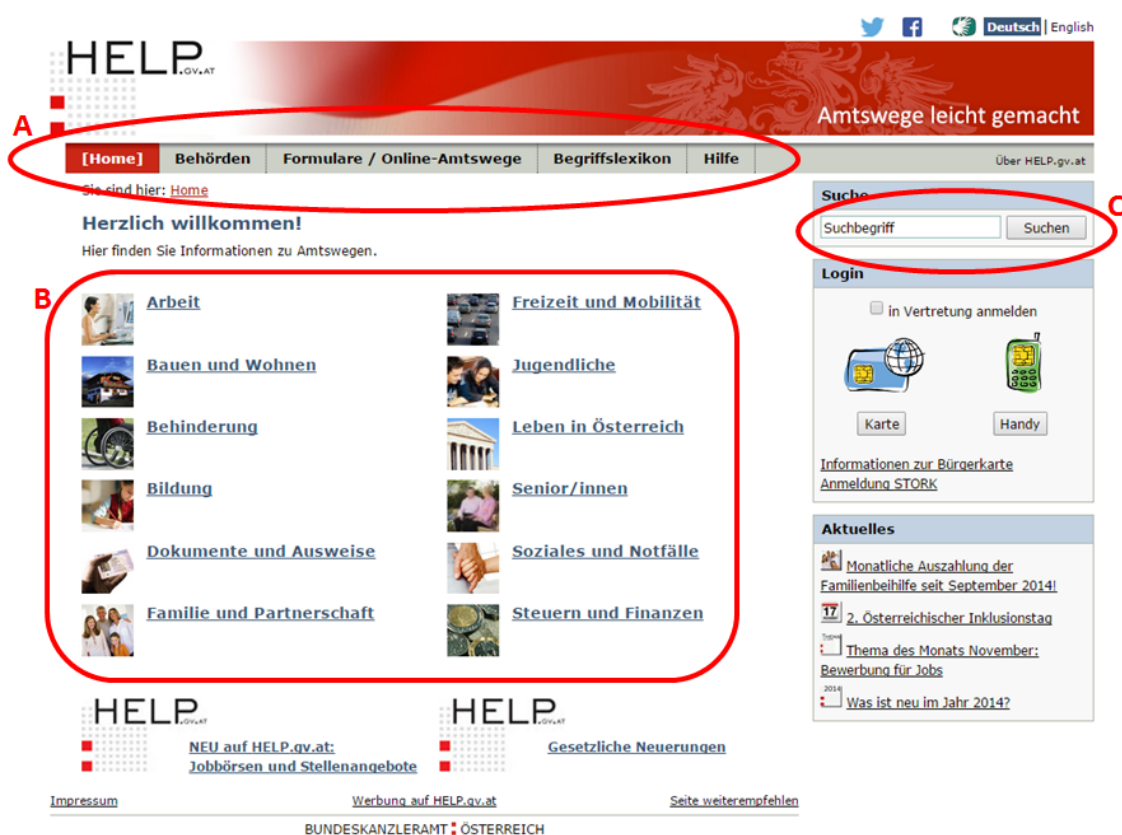 Deutsch | English
HELP.GV.AT
Amtswege leicht gemacht
A
[Home] Behörden Formulare / Online-Amtswege Begriffslexikon Hilfe Über HELP.gv.at
Sie sind hier: Home
Herzlich willkommen!
Hier finden Sie Informationen zu Amtswegen.
B
Arbeit
Freizeit und Mobilität
Bauen und Wohnen
Jugendliche
Behinderung
Leben in Österreich
Bildung
Senior/innen
Dokumente und Ausweise
Soziales und Notfälle
Familie und Partnerschaft
Steuern und Finanzen
HELP.GV.AT
NEU auf HELP.gv.at:
Jobbörsen und Stellenangebote
HELP.GV.AT
Gesetzliche Neuerungen
C
Suche
Suchbegriff Suchen
Login
in Vertretung anmelden
Karte Handy
Informationen zur Bürgerkarte
Anmeldung STORK
Aktuelles
Monatliche Auszahlung der
Familienbeihilfe seit September 2014!
17 2. Österreichischer Inklusionstag
Thema Thema des Monats November:
Bewerbung für Jobs
2014 Was ist neu im Jahr 2014?
Impressum Werbung auf HELP.gv.at Seite weiterempfehlen
BUNDESKANZLERAMT ÖSTERREICH